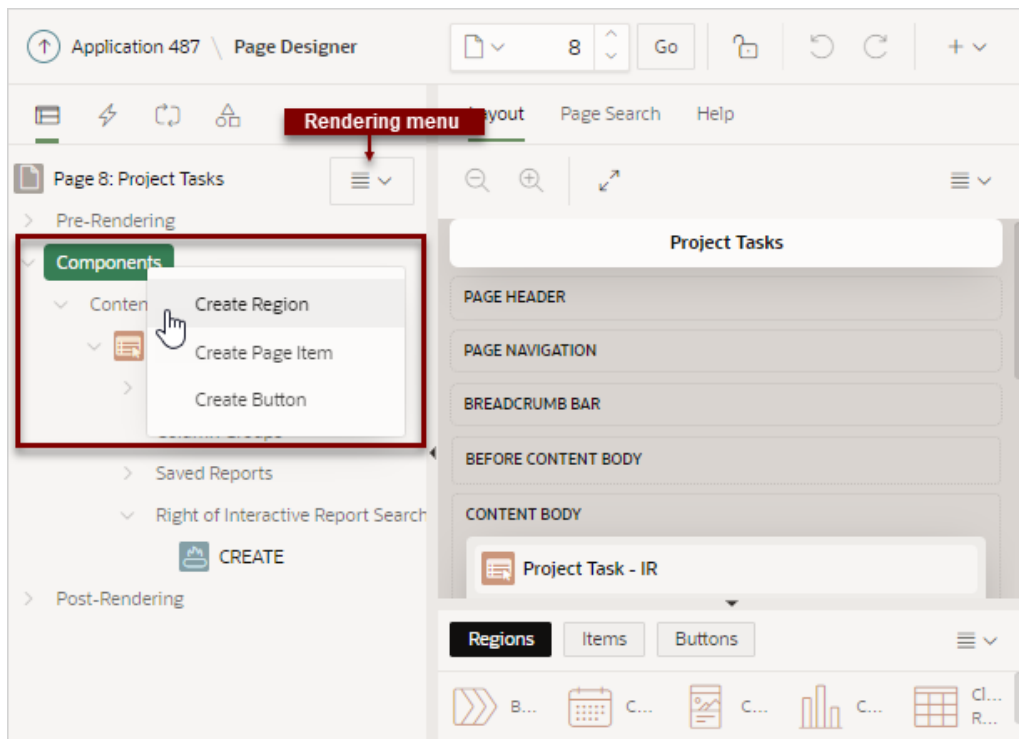 Application 487 \ Page Designer
8
Go
Rendering menu
Layout
Page Search
Help
Page 8: Project Tasks
Pre-Rendering
Components
Conten
Create Region
Create Page Item
Create Button
Saved Reports
Right of Interactive Report Search
CREATE
Post-Rendering
Project Tasks
PAGE HEADER
PAGE NAVIGATION
BREADCRUMB BAR
BEFORE CONTENT BODY
CONTENT BODY
Project Task - IR
Regions
Items
Buttons
B...
C...
C...
C...
Cl...
R...